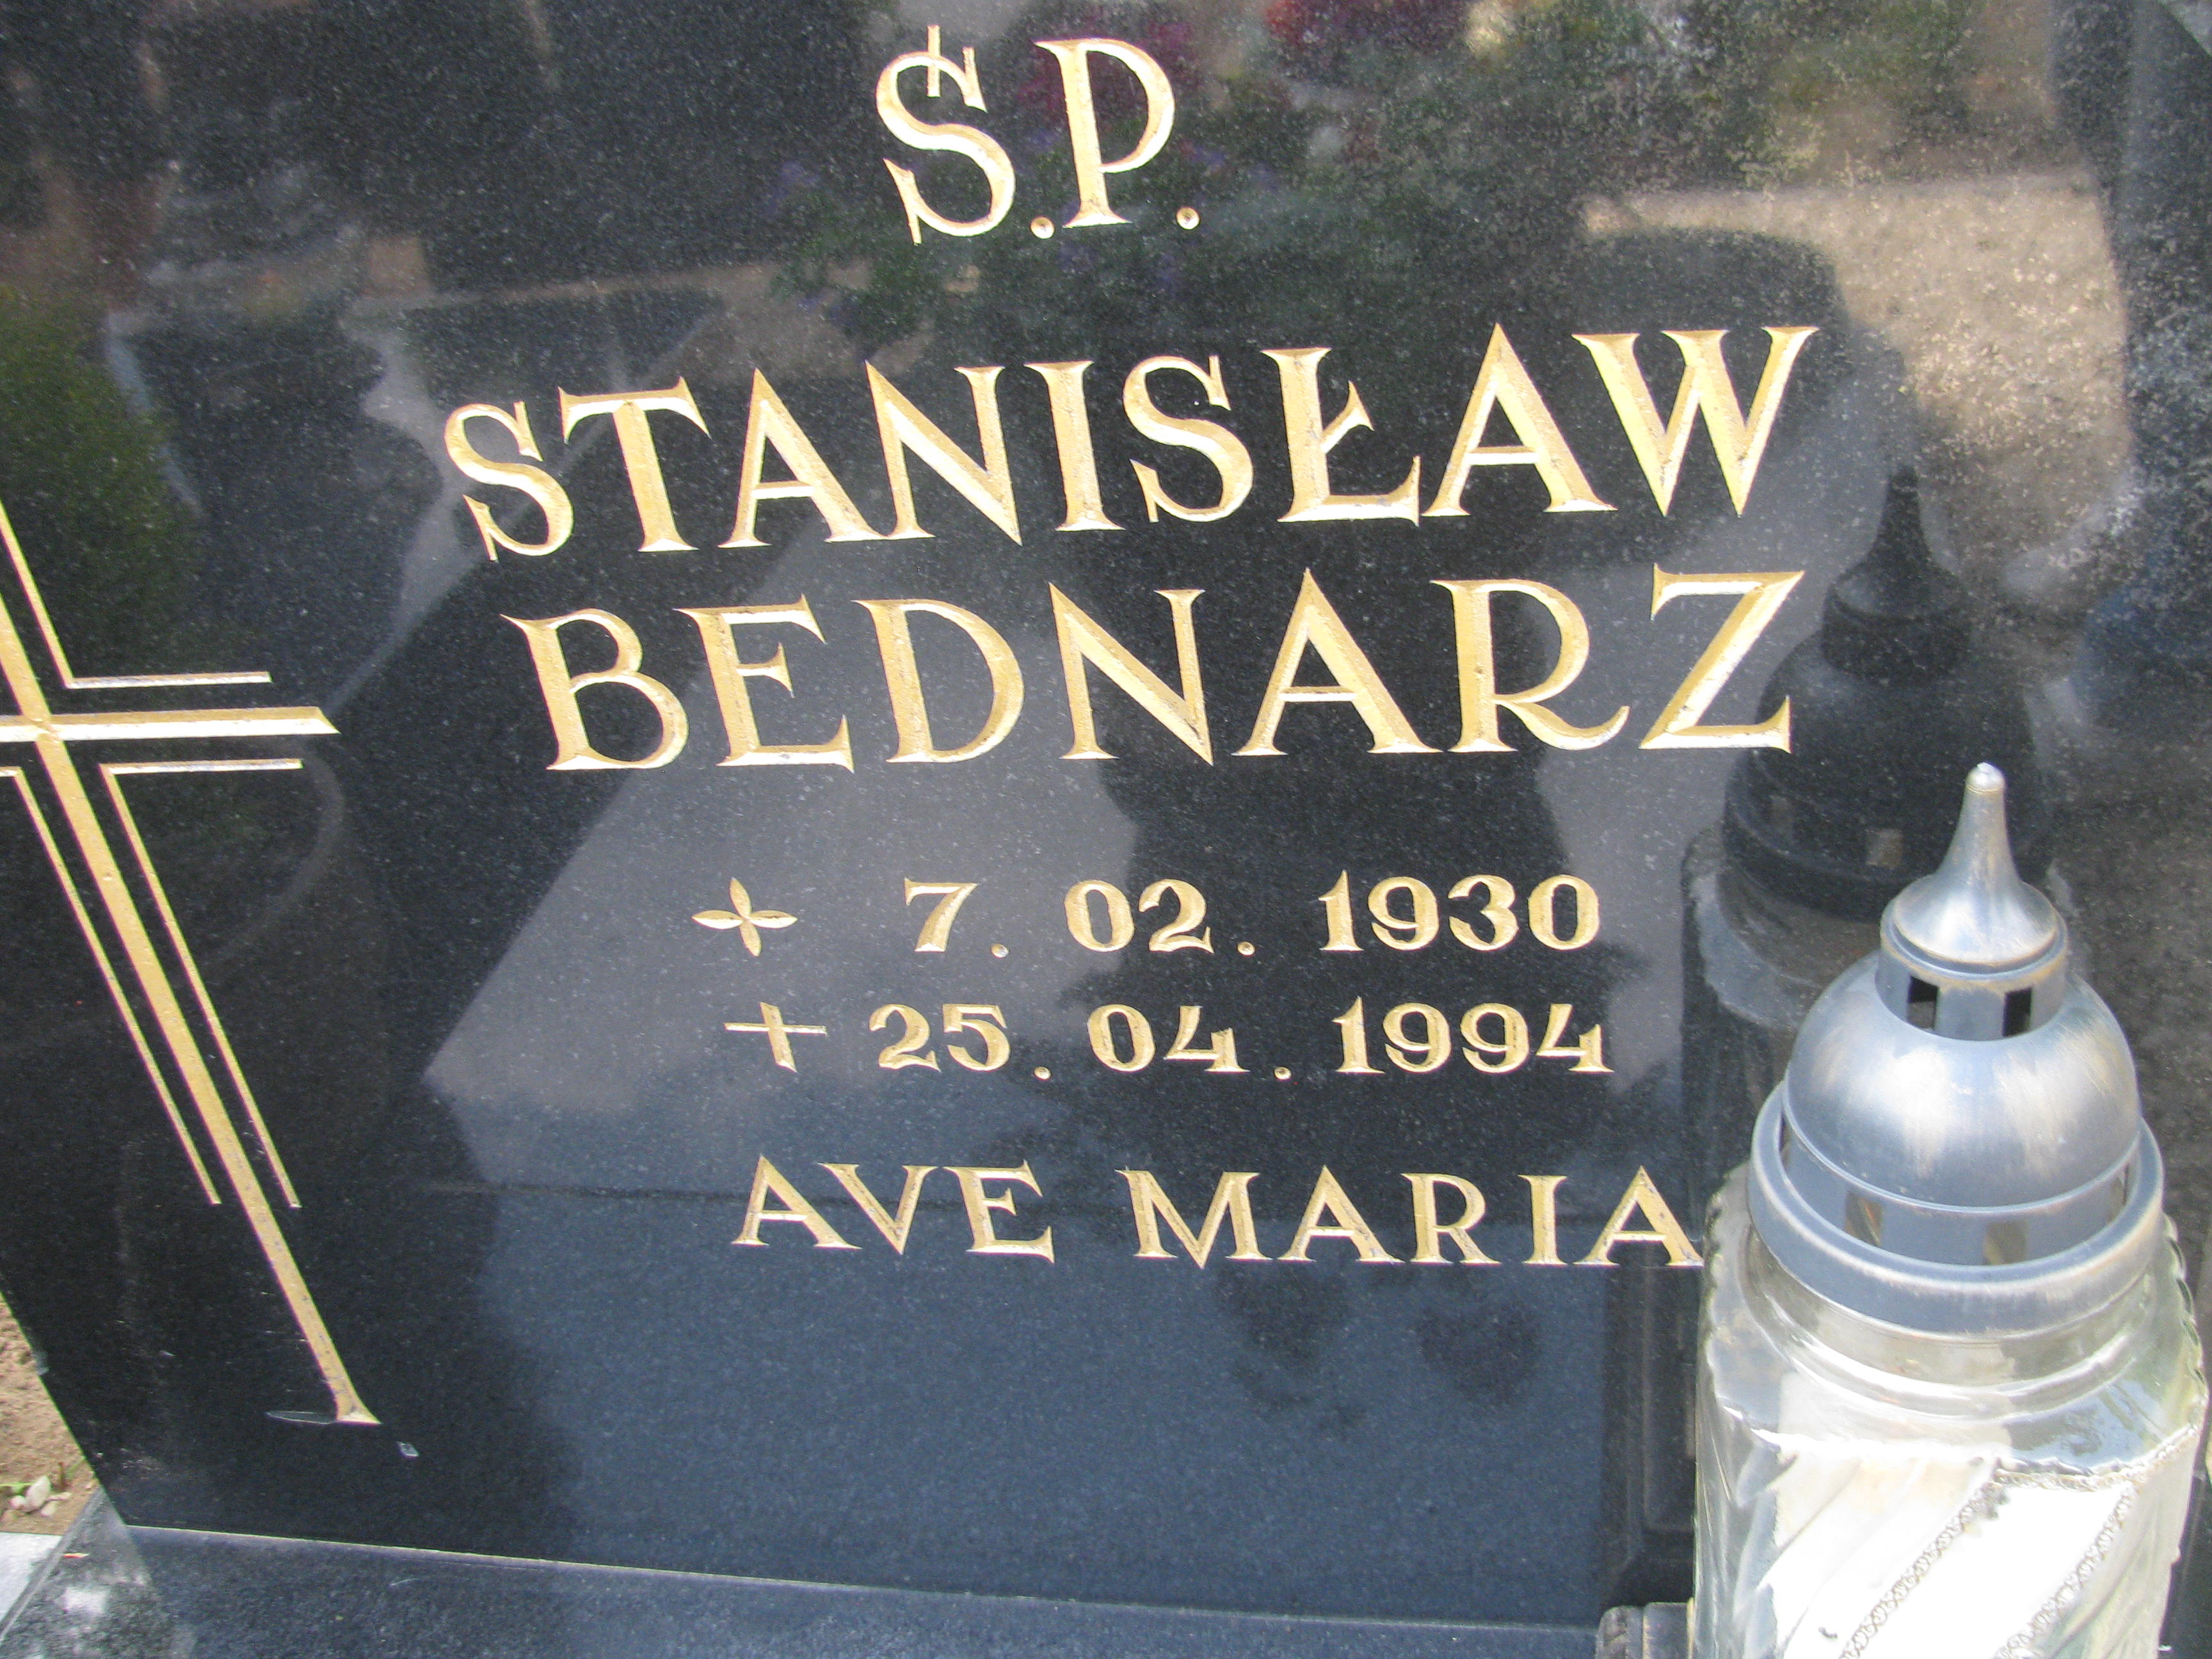 Ś.P.
STANISŁAW
BEDNARZ
7. 02. 1930
+ 25. 04. 1994
AVE MARIA